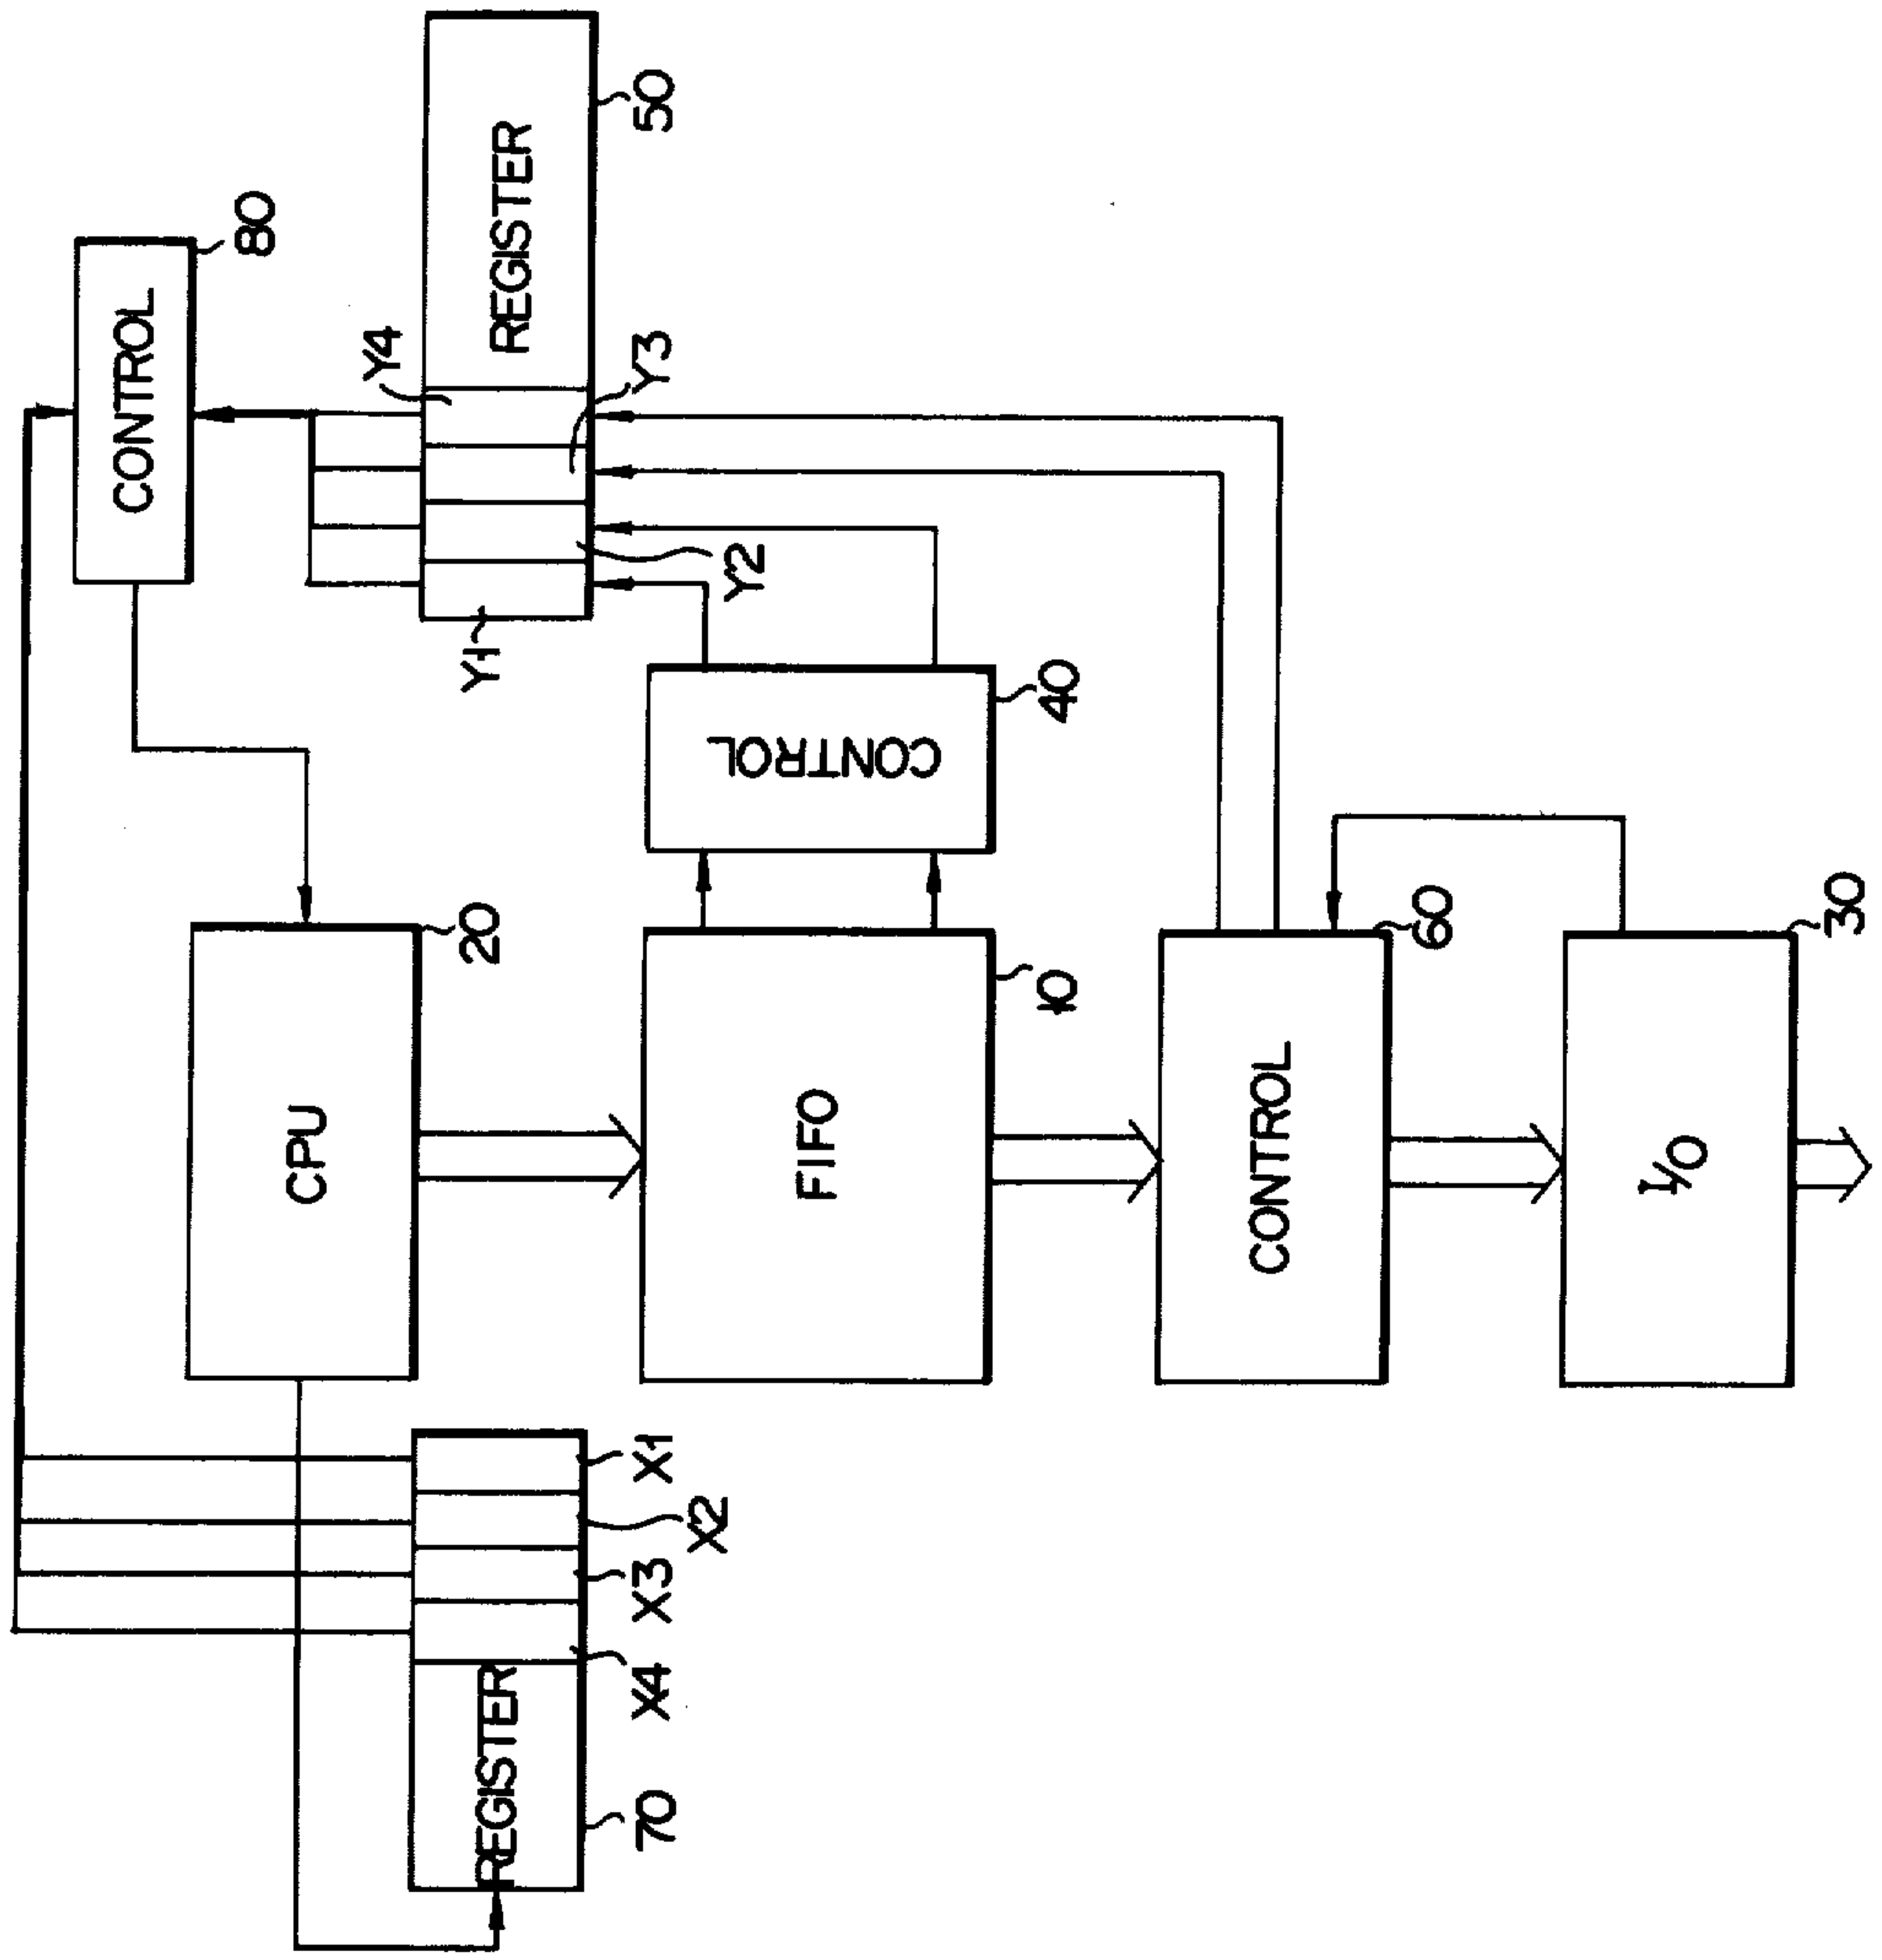 CONTROL
80
REGISTER
50
Y4
Y3
Y2
Y1
CONTROL
40
CPU
20
FIFO
10
CONTROL
60
I/O
30
X1
X2
X3
X4
REGISTER
70